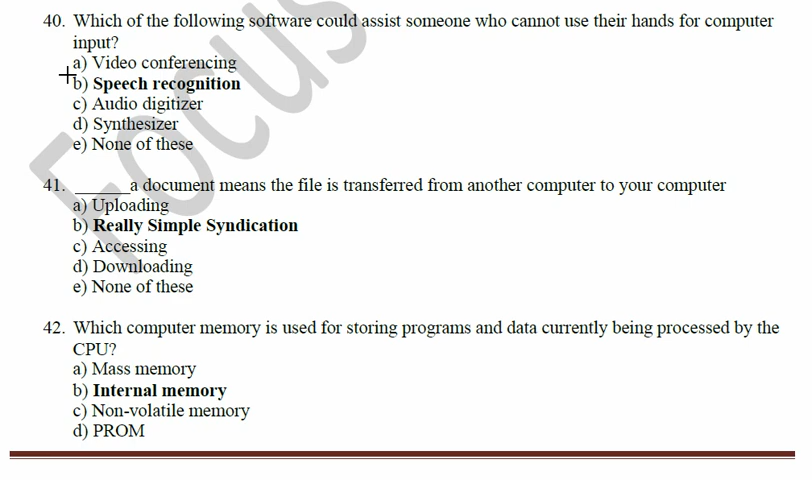 40. Which of the following software could assist someone who cannot use their hands for computer
input?
a) Video conferencing
b) Speech recognition
c) Audio digitizer
d) Synthesizer
e) None of these
41. ______a document means the file is transferred from another computer to your computer
a) Uploading
b) Really Simple Syndication
c) Accessing
d) Downloading
e) None of these
42. Which computer memory is used for storing programs and data currently being processed by the
CPU?
a) Mass memory
b) Internal memory
c) Non-volatile memory
d) PROM
Focus